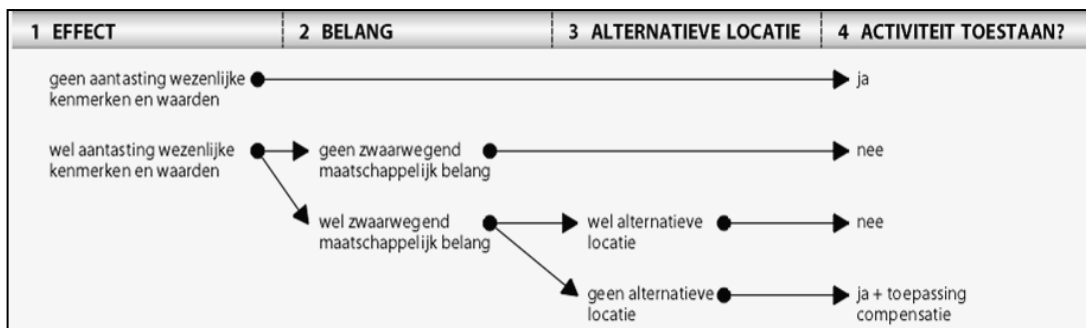 1 EFFECT
2 BELANG
3 ALTERNATIEVE LOCATIE
4 ACTIVITEIT TOESTAAN?
geen aantasting wezenlijke
kenmerken en waarden
ja
wel aantasting wezenlijke
kenmerken en waarden
geen zwaarwegend
maatschappelijk belang
nee
wel zwaarwegend
maatschappelijk belang
wel alternatieve
locatie
nee
geen alternatieve
locatie
ja + toepassing
compensatie